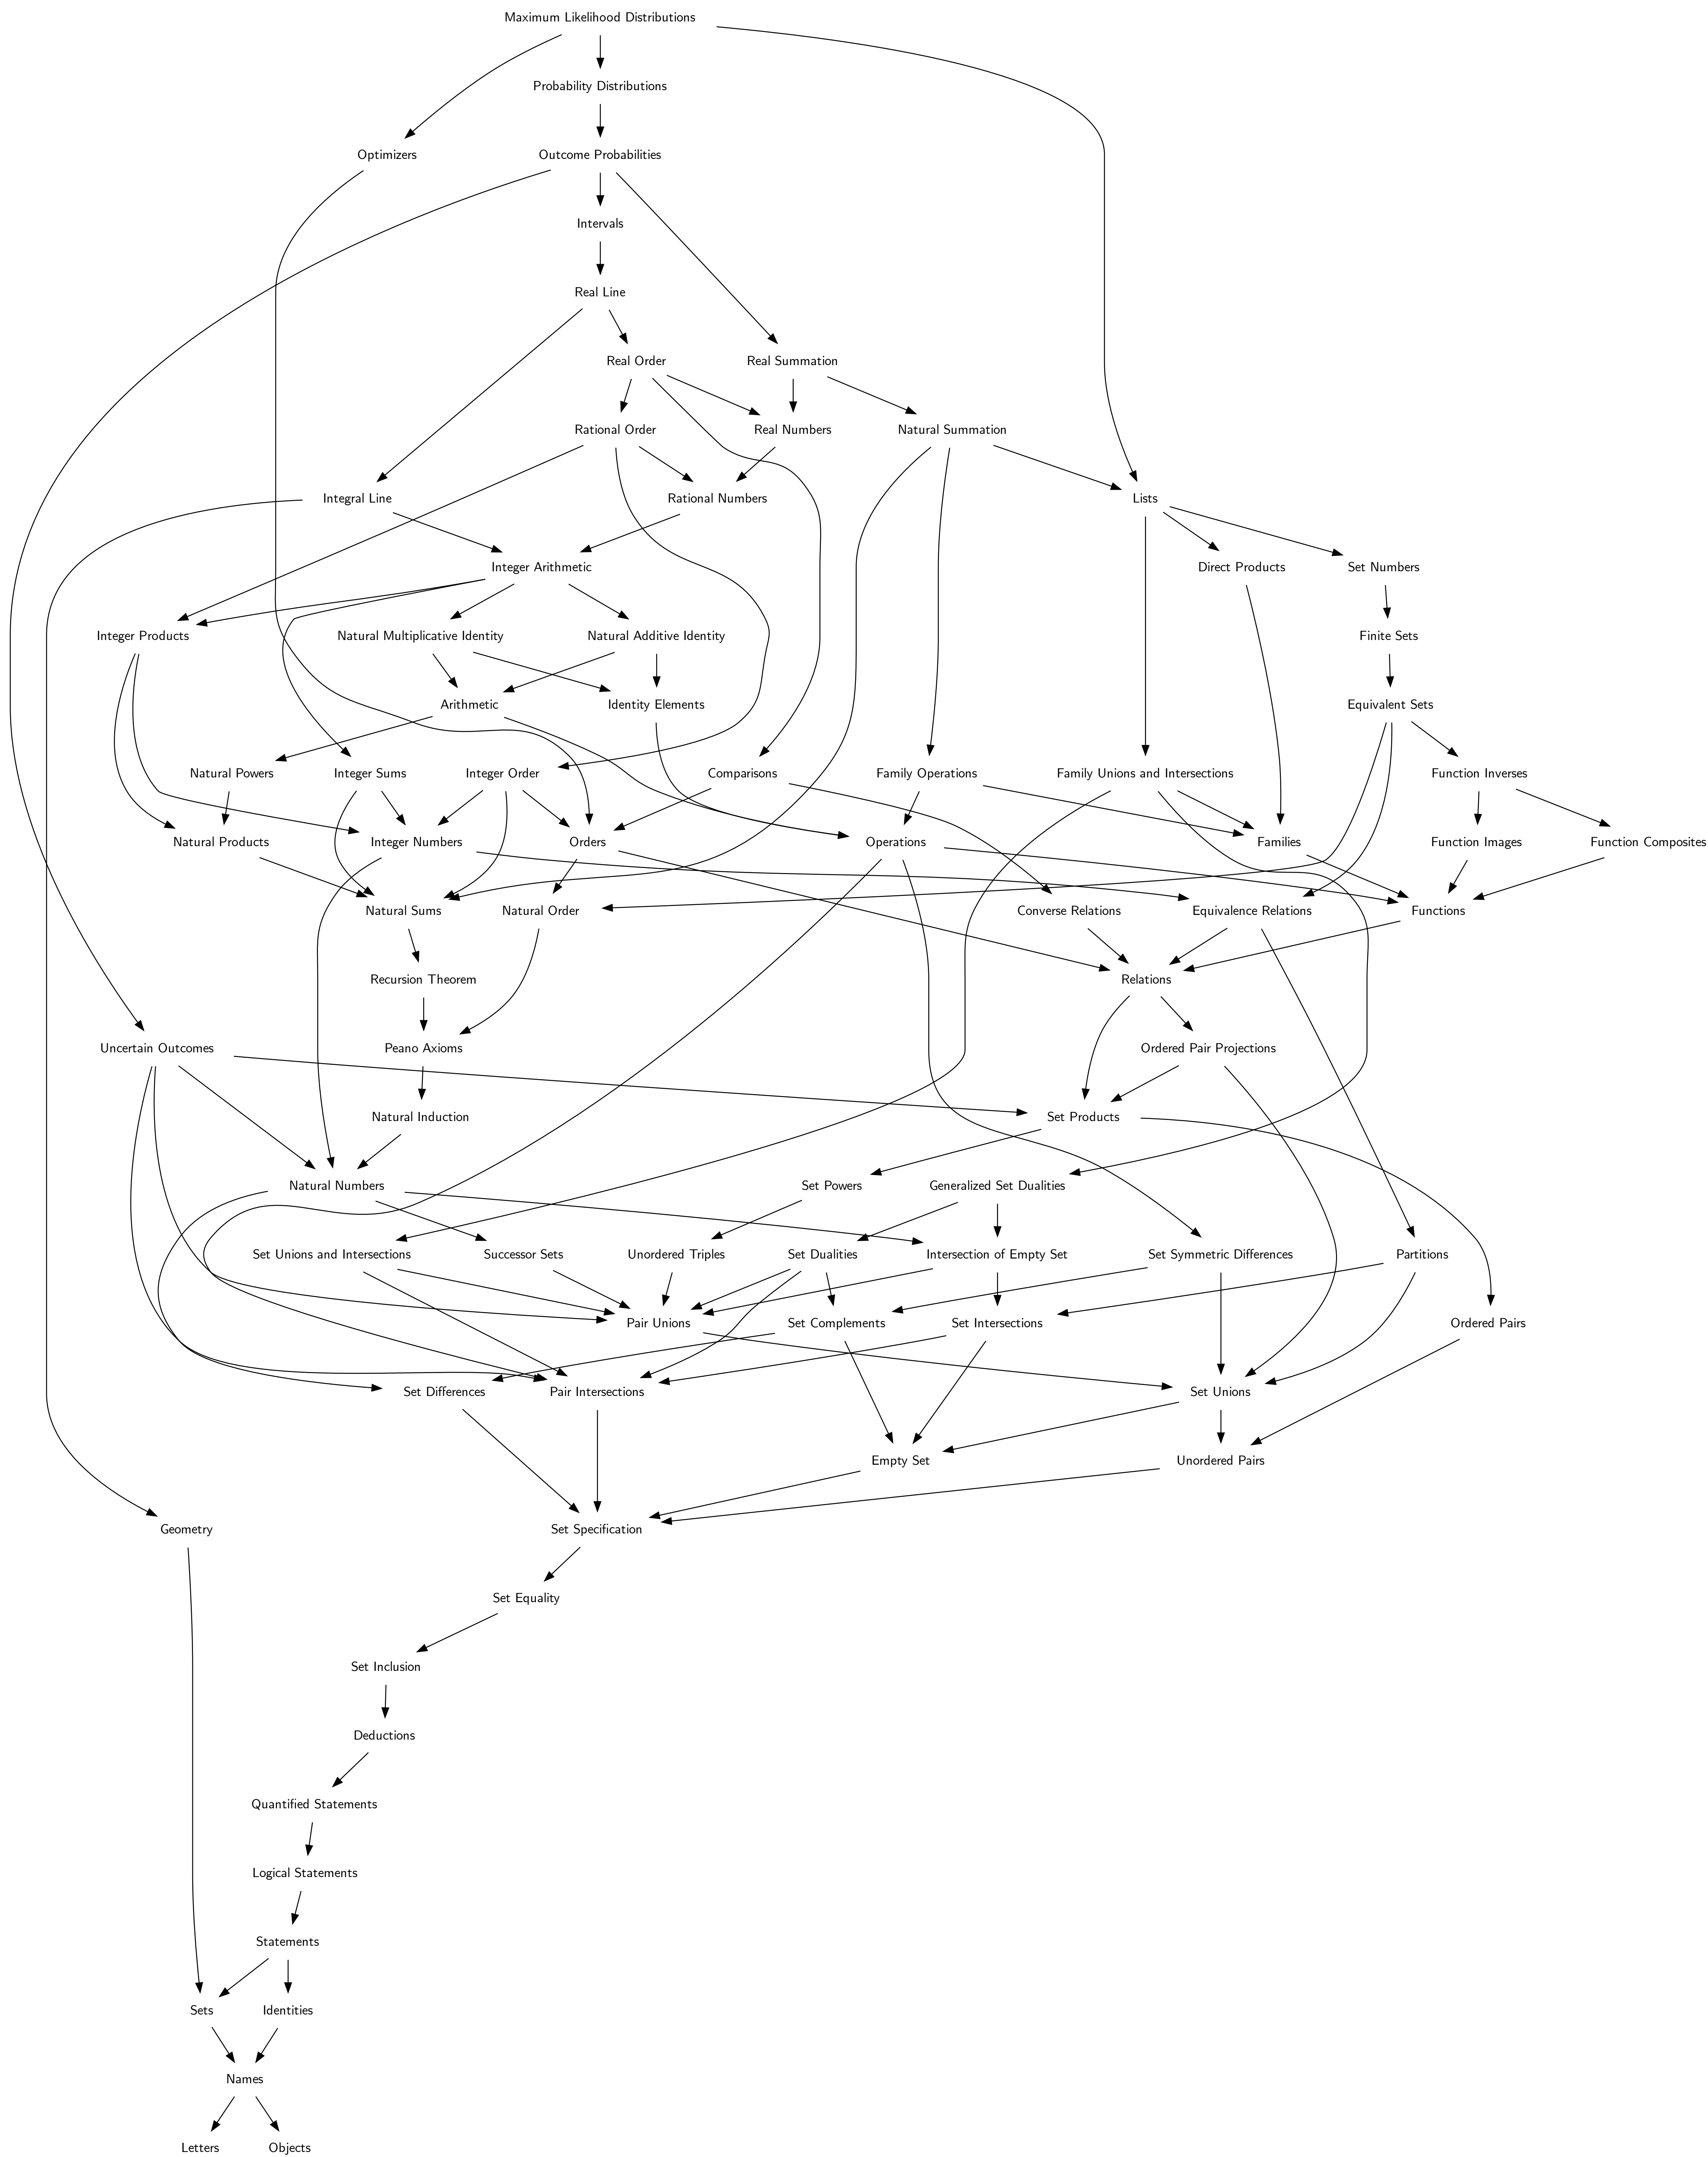 Maximum Likelihood Distributions
Probability Distributions
Optimizers
Outcome Probabilities
Intervals
Real Line
Real Order
Real Summation
Rational Order
Real Numbers
Natural Summation
Integral Line
Rational Numbers
Lists
Integer Arithmetic
Direct Products
Set Numbers
Integer Products
Natural Multiplicative Identity
Natural Additive Identity
Finite Sets
Arithmetic
Identity Elements
Equivalent Sets
Natural Powers
Integer Sums
Integer Order
Comparisons
Family Operations
Family Unions and Intersections
Function Inverses
Natural Products
Integer Numbers
Orders
Operations
Families
Function Images
Function Composites
Natural Sums
Natural Order
Converse Relations
Equivalence Relations
Functions
Recursion Theorem
Relations
Uncertain Outcomes
Peano Axioms
Ordered Pair Projections
Natural Induction
Set Products
Natural Numbers
Set Powers
Generalized Set Dualities
Set Unions and Intersections
Successor Sets
Unordered Triples
Set Dualities
Intersection of Empty Set
Set Symmetric Differences
Partitions
Pair Unions
Set Complements
Set Intersections
Ordered Pairs
Set Differences
Pair Intersections
Set Unions
Empty Set
Unordered Pairs
Geometry
Set Specification
Set Equality
Set Inclusion
Deductions
Quantified Statements
Logical Statements
Statements
Sets
Identities
Names
Letters
Objects